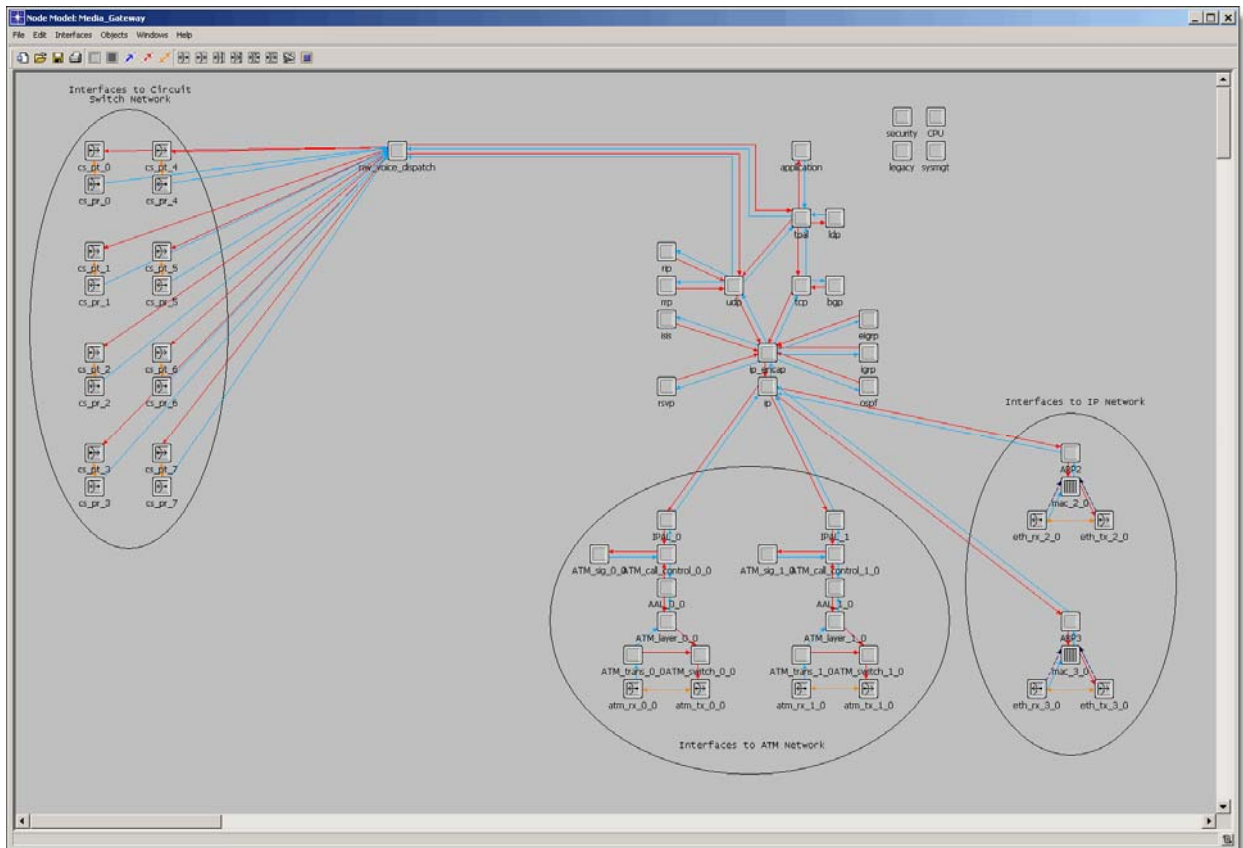 Node Model: Media_Gateway
File Edit Interfaces Objects Windows Help
Interfaces to Circuit
Switch Network
cs_pt_0 cs_pt_4
cs_pr_0 cs_pr_4
cs_pt_1 cs_pt_5
cs_pr_1 cs_pr_5
cs_pt_2 cs_pt_6
cs_pr_2 cs_pr_6
cs_pt_3 cs_pt_7
cs_pr_3 cs_pr_7
raw_voice_dispatch
security CPU
legacy sysmgt
application
tpal ldp
rip
rrp udp tcp bgp
isis eigrp
ip_encap igrp
rsvp ip ospf
Interfaces to IP Network
ARP2
mac_2_0
eth_rx_2_0 eth_tx_2_0
ARP3
mac_3_0
eth_rx_3_0 eth_tx_3_0
IPAL_0 IPAL_1
ATM_sig_0_0 ATM_call_control_0_0 ATM_sig_1_0 ATM_call_control_1_0
AAL_0_0 AAL_1_0
ATM_layer_0_0 ATM_layer_1_0
ATM_trans_0_0 ATM_switch_0_0 ATM_trans_1_0 ATM_switch_1_0
atm_rx_0_0 atm_tx_0_0 atm_rx_1_0 atm_tx_1_0
Interfaces to ATM Network